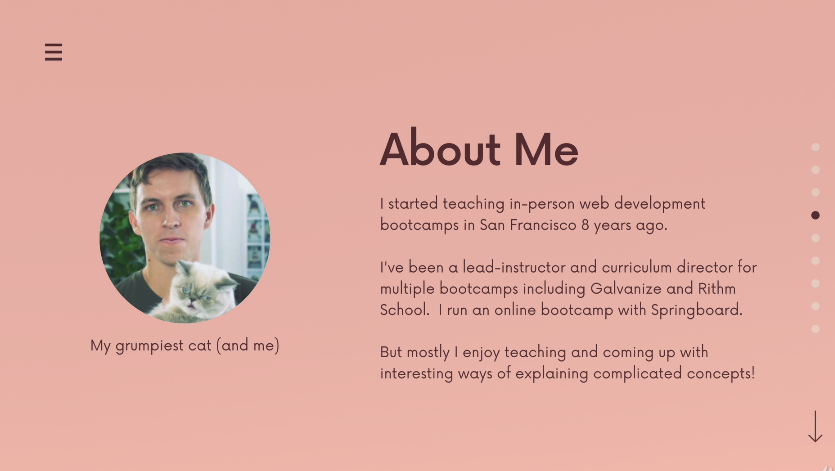 About Me
I started teaching in-person web development
bootcamps in San Francisco 8 years ago.
I've been a lead-instructor and curriculum director for
multiple bootcamps including Galvanize and Rithm
School.  I run an online bootcamp with Springboard.
But mostly I enjoy teaching and coming up with
interesting ways of explaining complicated concepts!
My grumpiest cat (and me)